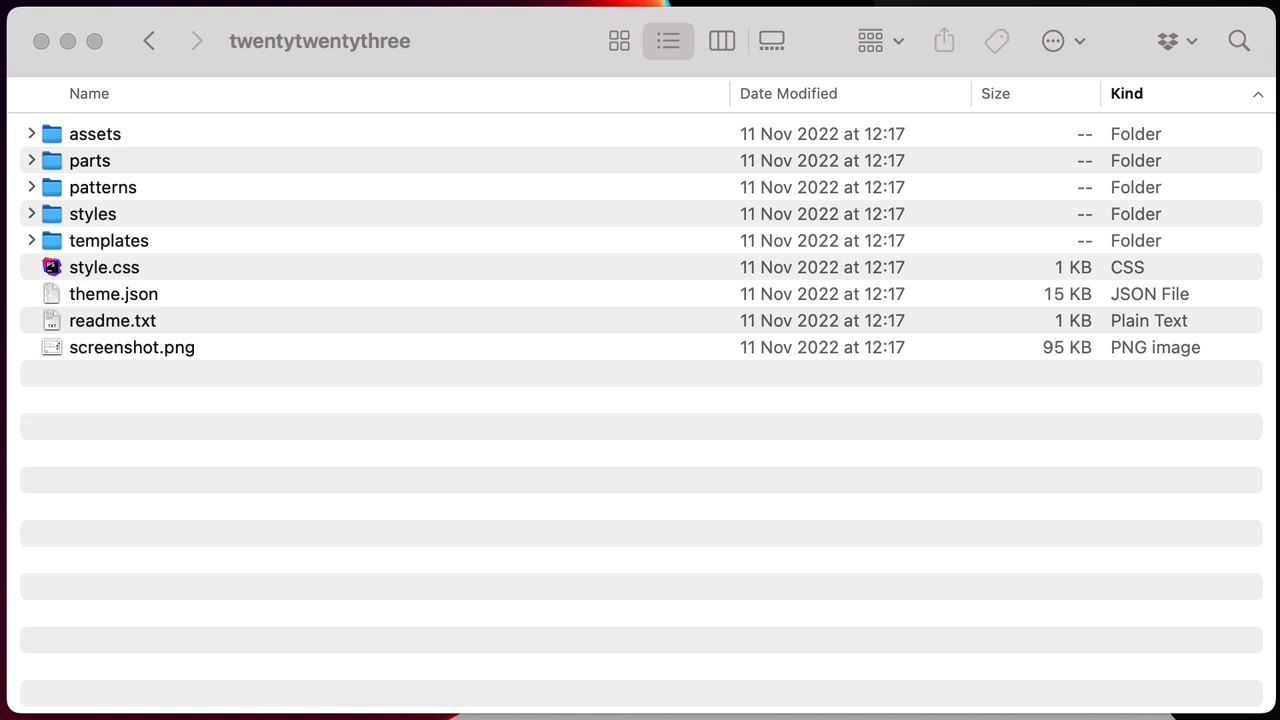 twentytwentythree
Name Date Modified Size Kind
assets 11 Nov 2022 at 12:17 -- Folder
parts 11 Nov 2022 at 12:17 -- Folder
patterns 11 Nov 2022 at 12:17 -- Folder
styles 11 Nov 2022 at 12:17 -- Folder
templates 11 Nov 2022 at 12:17 -- Folder
style.css 11 Nov 2022 at 12:17 1 KB CSS
theme.json 11 Nov 2022 at 12:17 15 KB JSON File
readme.txt 11 Nov 2022 at 12:17 1 KB Plain Text
screenshot.png 11 Nov 2022 at 12:17 95 KB PNG image